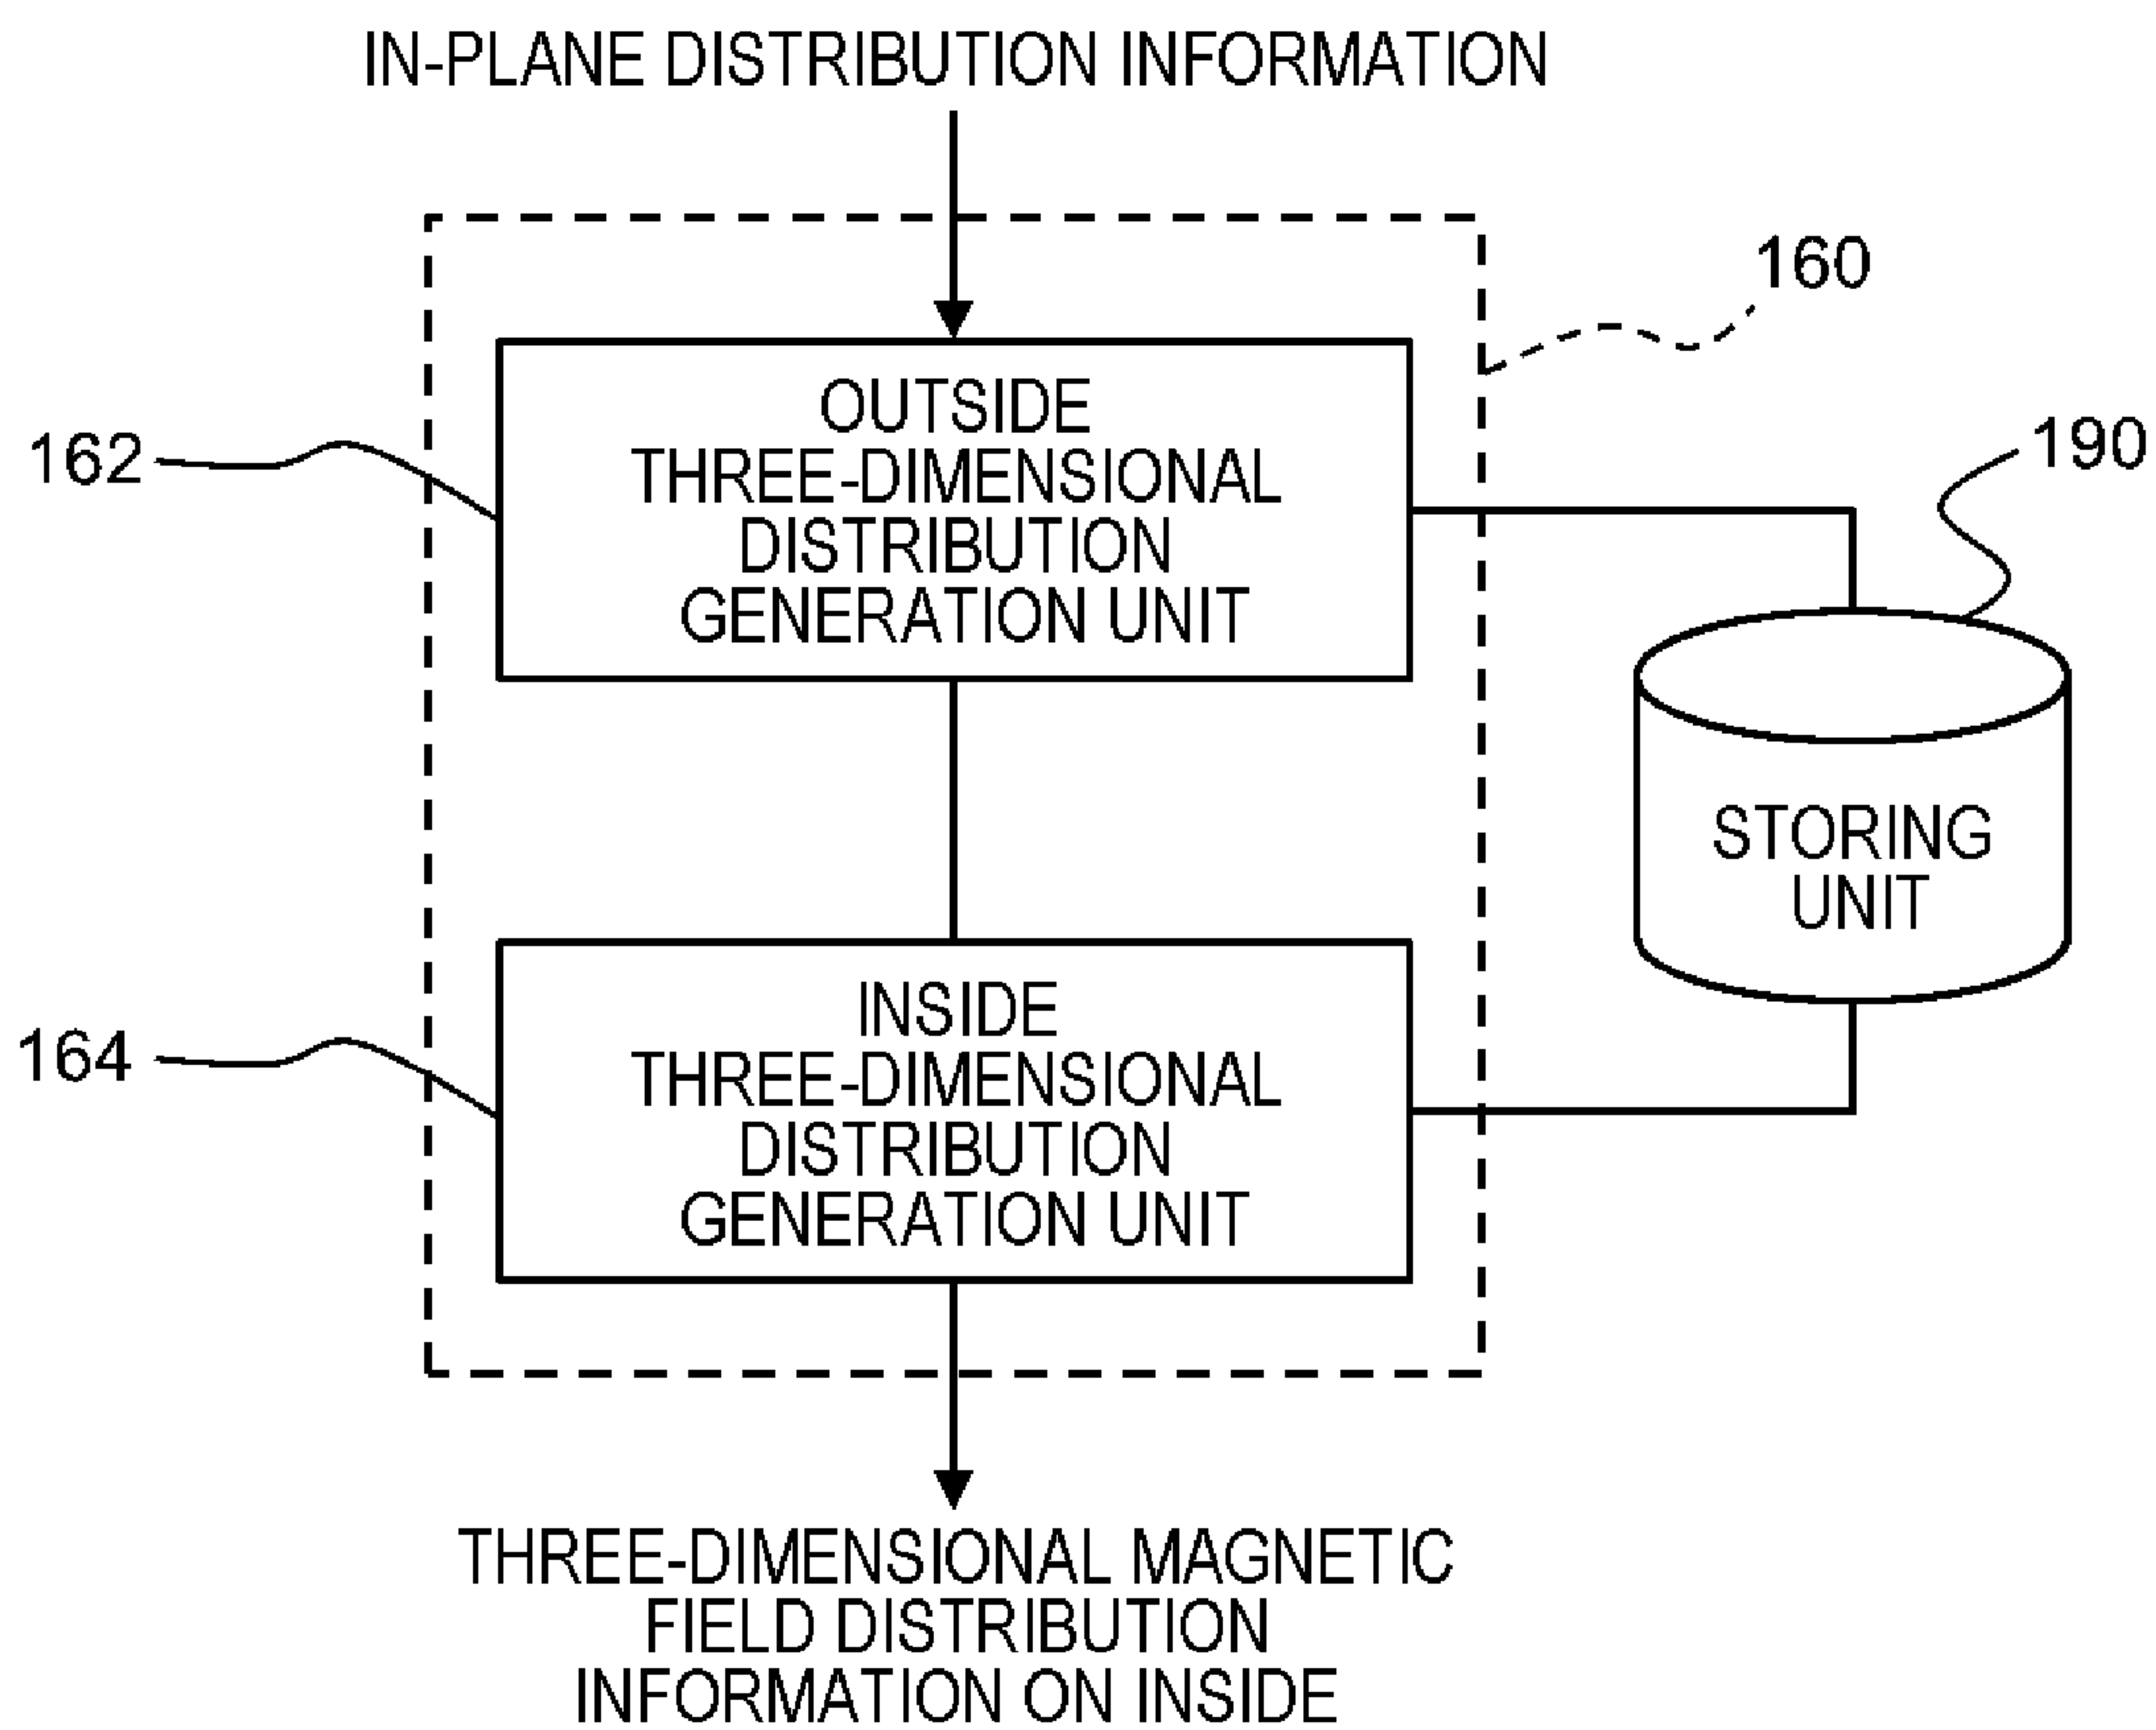 IN-PLANE DISTRIBUTION INFORMATION
160
OUTSIDE
THREE-DIMENSIONAL
DISTRIBUTION
GENERATION UNIT
162
190
STORING
UNIT
INSIDE
THREE-DIMENSIONAL
DISTRIBUTION
GENERATION UNIT
164
THREE-DIMENSIONAL MAGNETIC
FIELD DISTRIBUTION
INFORMATION ON INSIDE